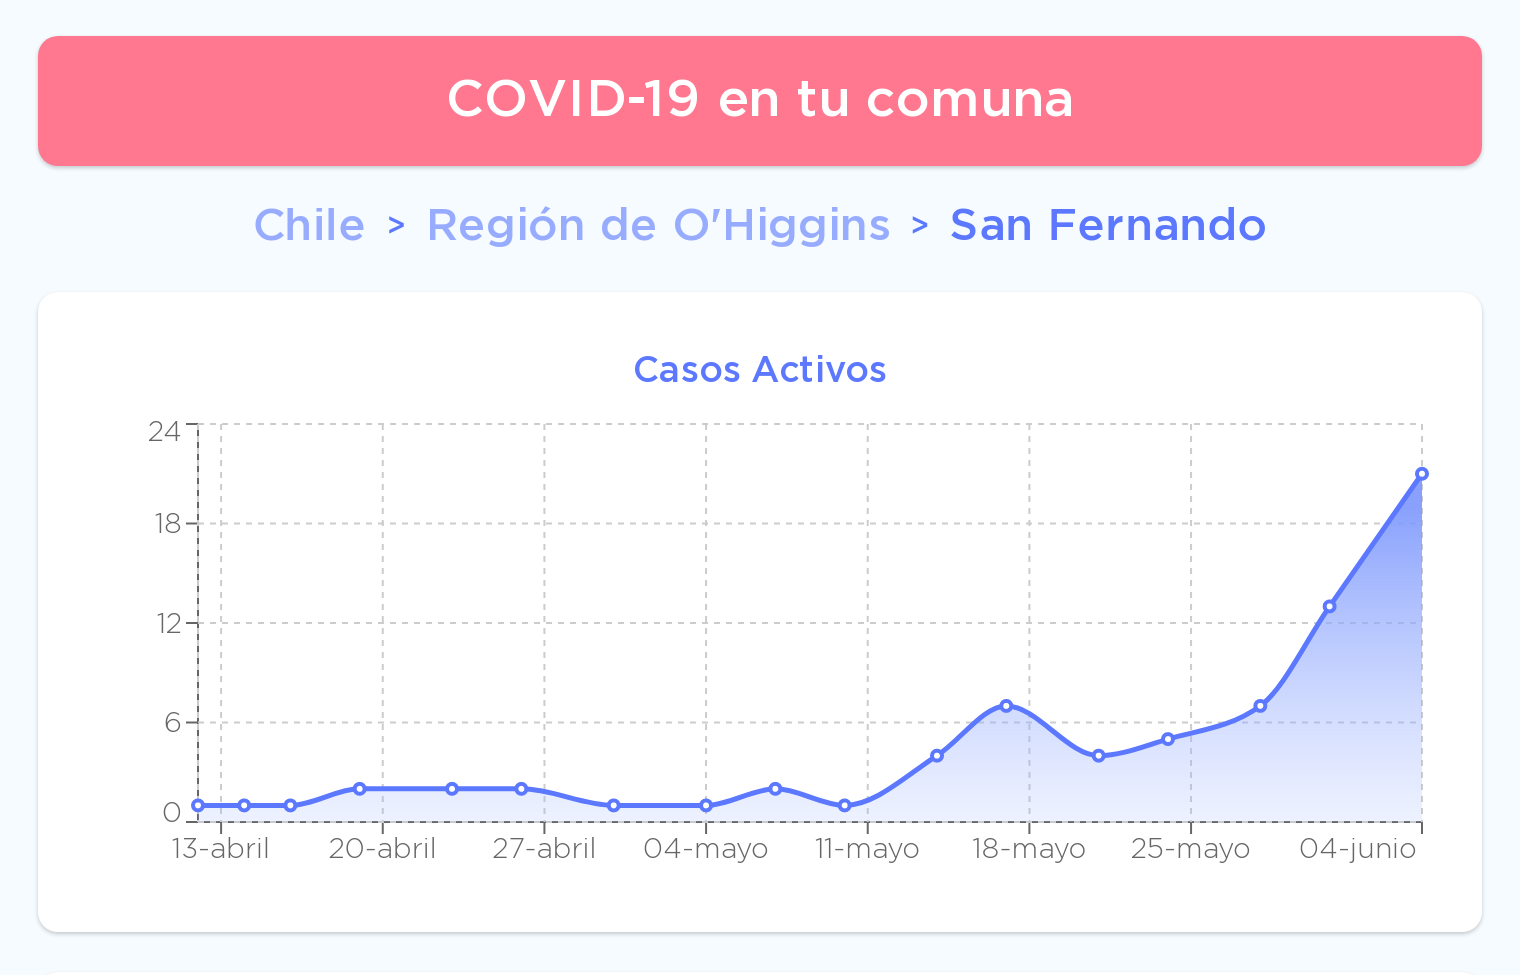 COVID-19 en tu comuna
Chile > Región de O'Higgins > San Fernando
Casos Activos
24
18
12
6
0
13-abril 20-abril 27-abril 04-mayo 11-mayo 18-mayo 25-mayo 04-junio